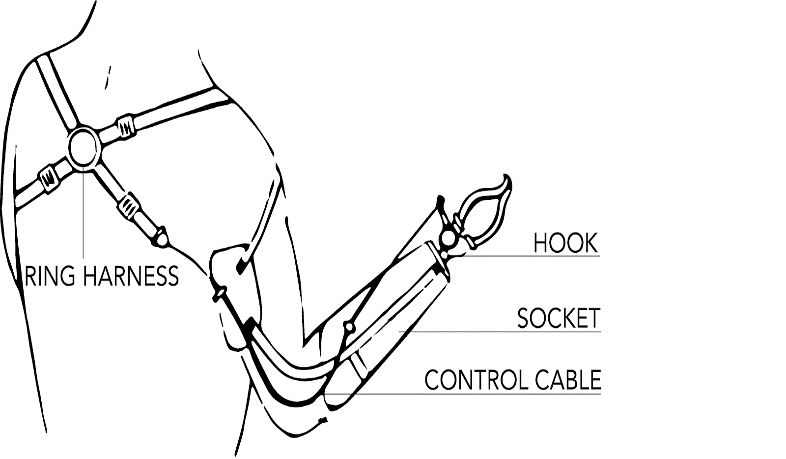 HOOK
RING HARNESS
SOCKET
CONTROL CABLE